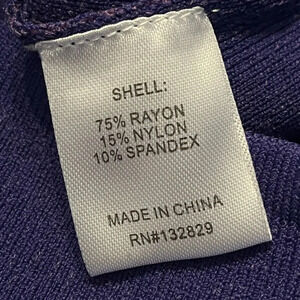 SHELL:
75% RAYON
15% NYLON
10% SPANDEX
MADE IN CHINA
RN#132829